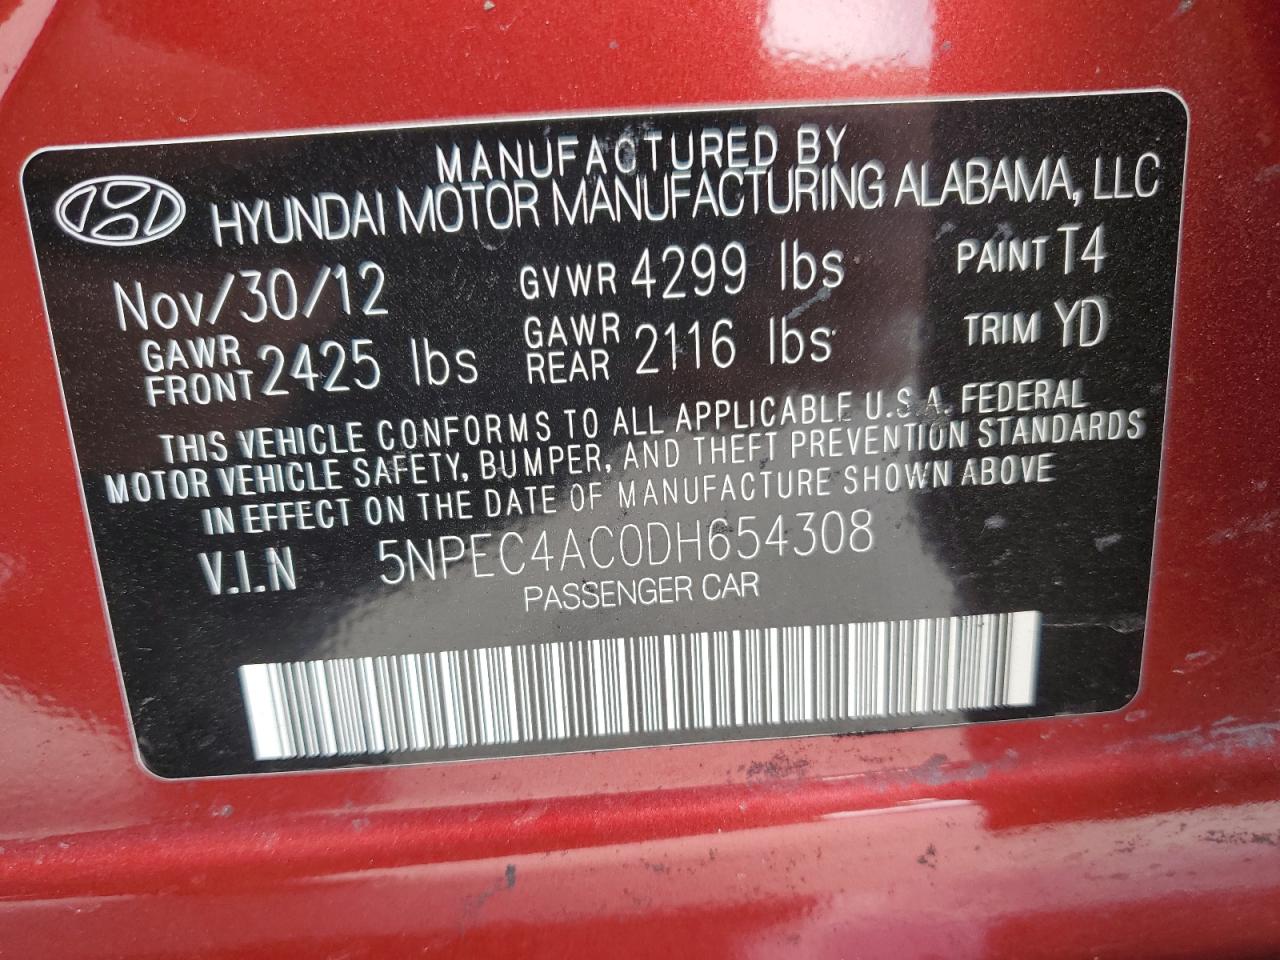 MANUFACTURED BY
HYUNDAI MOTOR MANUFACTURING ALABAMA, LLC
Nov/30/12 GVWR 4299 lbs PAINT T4
GAWR FRONT 2425 lbs GAWR REAR 2116 lbs TRIM YD
THIS VEHICLE CONFORMS TO ALL APPLICABLE U.S.A. FEDERAL
MOTOR VEHICLE SAFETY, BUMPER, AND THEFT PREVENTION STANDARDS
IN EFFECT ON THE DATE OF MANUFACTURE SHOWN ABOVE
V.I.N 5NPEC4AC0DH654308
PASSENGER CAR